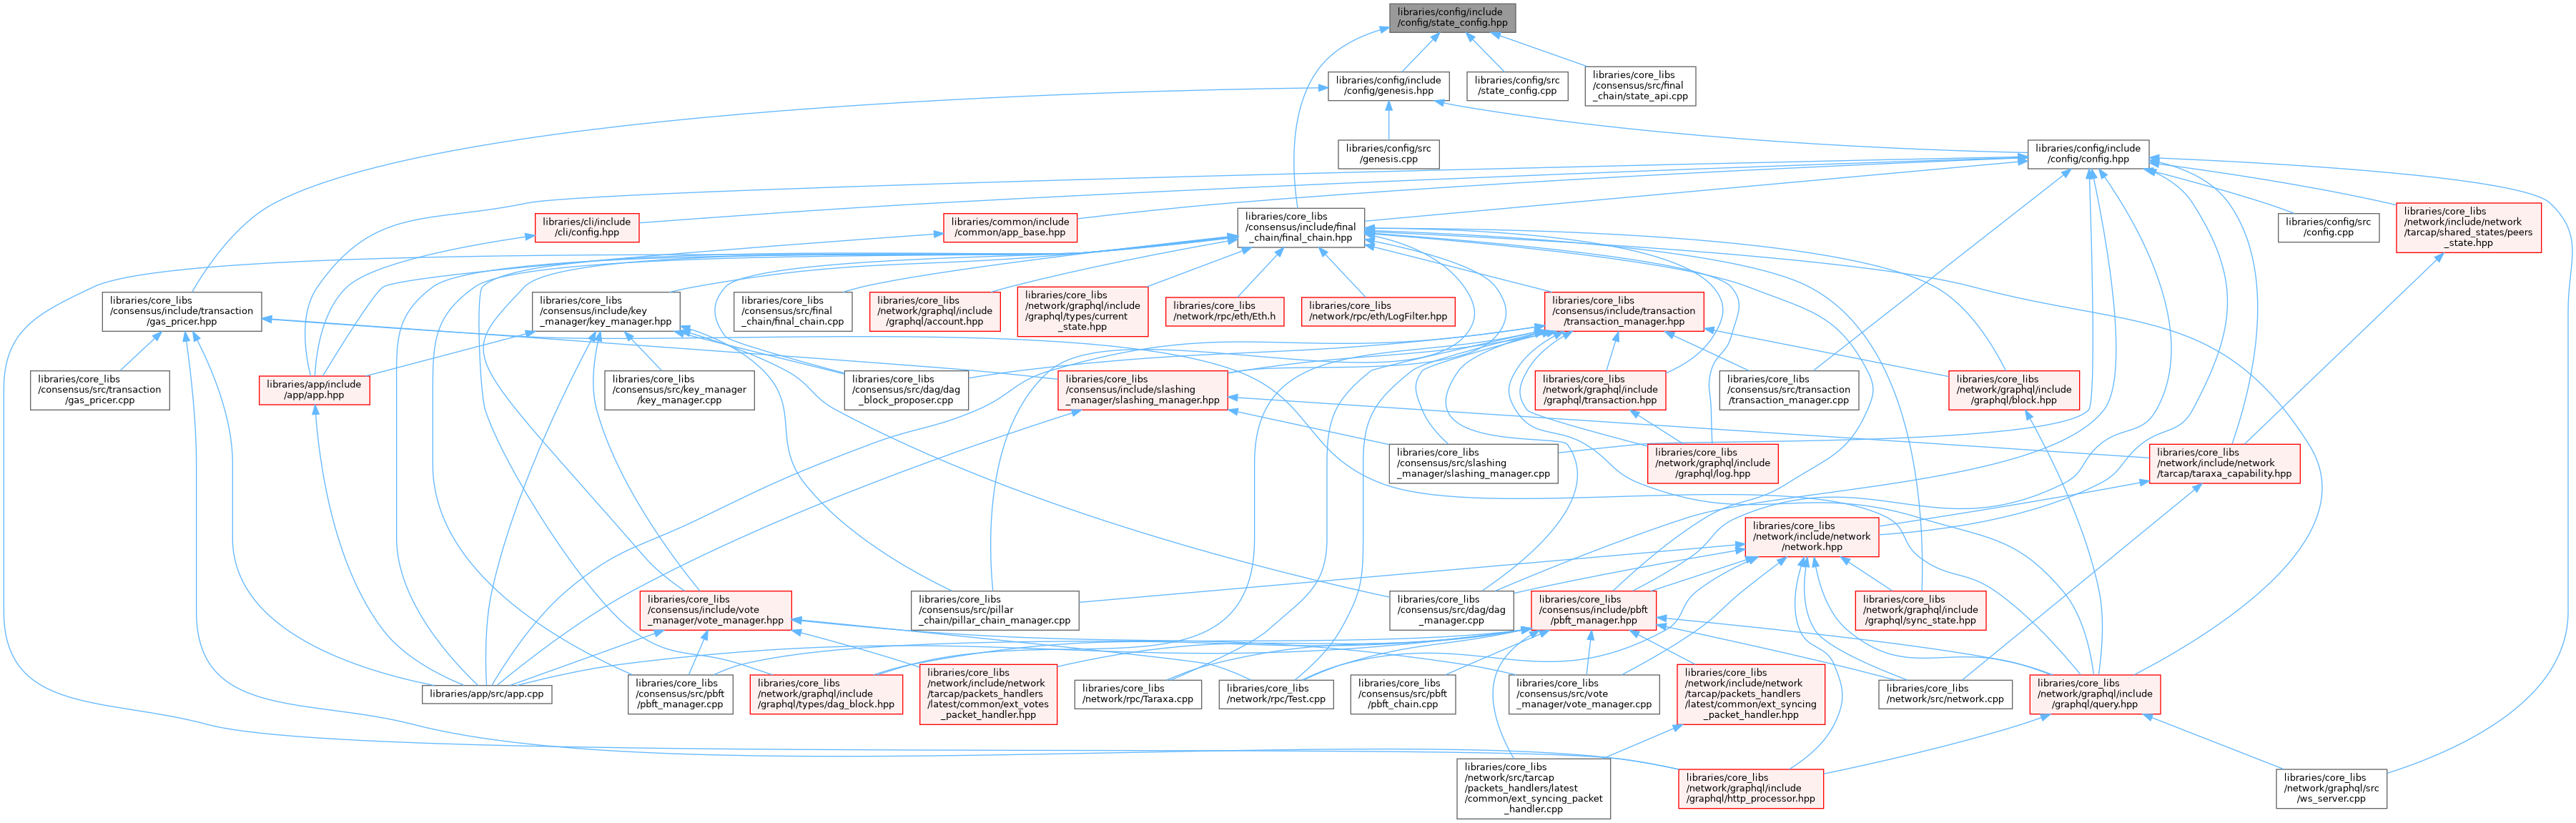 libraries/config/include
/config/state_config.hpp
libraries/config/include
/config/genesis.hpp
libraries/config/src
/state_config.cpp
libraries/core_libs
/consensus/src/final
_chain/state_api.cpp
libraries/config/src
/genesis.cpp
libraries/config/include
/config/config.hpp
libraries/cli/include
/cli/config.hpp
libraries/common/include
/common/app_base.hpp
libraries/core_libs
/consensus/include/final
_chain/final_chain.hpp
libraries/config/src
/config.cpp
libraries/core_libs
/network/include/network
/tarcap/shared_states/peers
_state.hpp
libraries/core_libs
/consensus/include/transaction
/gas_pricer.hpp
libraries/core_libs
/consensus/include/key
_manager/key_manager.hpp
libraries/core_libs
/consensus/src/final
_chain/final_chain.cpp
libraries/core_libs
/network/graphql/include
/graphql/account.hpp
libraries/core_libs
/network/graphql/include
/graphql/types/current
_state.hpp
libraries/core_libs
/network/rpc/eth/Eth.h
libraries/core_libs
/network/rpc/eth/LogFilter.hpp
libraries/core_libs
/consensus/include/transaction
/transaction_manager.hpp
libraries/core_libs
/consensus/src/transaction
/gas_pricer.cpp
libraries/app/include
/app/app.hpp
libraries/core_libs
/consensus/src/key_manager
/key_manager.cpp
libraries/core_libs
/consensus/src/dag/dag
_block_proposer.cpp
libraries/core_libs
/consensus/include/slashing
_manager/slashing_manager.hpp
libraries/core_libs
/network/graphql/include
/graphql/transaction.hpp
libraries/core_libs
/consensus/src/transaction
/transaction_manager.cpp
libraries/core_libs
/network/graphql/include
/graphql/block.hpp
libraries/core_libs
/consensus/src/slashing
_manager/slashing_manager.cpp
libraries/core_libs
/network/graphql/include
/graphql/log.hpp
libraries/core_libs
/network/include/network
/tarcap/taraxa_capability.hpp
libraries/core_libs
/network/include/network
/network.hpp
libraries/core_libs
/consensus/include/vote
_manager/vote_manager.hpp
libraries/core_libs
/consensus/src/pillar
_chain/pillar_chain_manager.cpp
libraries/core_libs
/consensus/src/dag/dag
_manager.cpp
libraries/core_libs
/consensus/include/pbft
/pbft_manager.hpp
libraries/core_libs
/network/graphql/include
/graphql/sync_state.hpp
libraries/app/src/app.cpp
libraries/core_libs
/consensus/src/pbft
/pbft_manager.cpp
libraries/core_libs
/network/graphql/include
/graphql/types/dag_block.hpp
libraries/core_libs
/network/include/network
/tarcap/packets_handlers
/latest/common/ext_votes
_packet_handler.hpp
libraries/core_libs
/network/rpc/Taraxa.cpp
libraries/core_libs
/network/rpc/Test.cpp
libraries/core_libs
/consensus/src/pbft
/pbft_chain.cpp
libraries/core_libs
/consensus/src/vote
_manager/vote_manager.cpp
libraries/core_libs
/network/include/network
/tarcap/packets_handlers
/latest/common/ext_syncing
_packet_handler.hpp
libraries/core_libs
/network/src/network.cpp
libraries/core_libs
/network/graphql/include
/graphql/query.hpp
libraries/core_libs
/network/src/tarcap
/packets_handlers/latest
/common/ext_syncing_packet
_handler.cpp
libraries/core_libs
/network/graphql/include
/graphql/http_processor.hpp
libraries/core_libs
/network/graphql/src
/ws_server.cpp